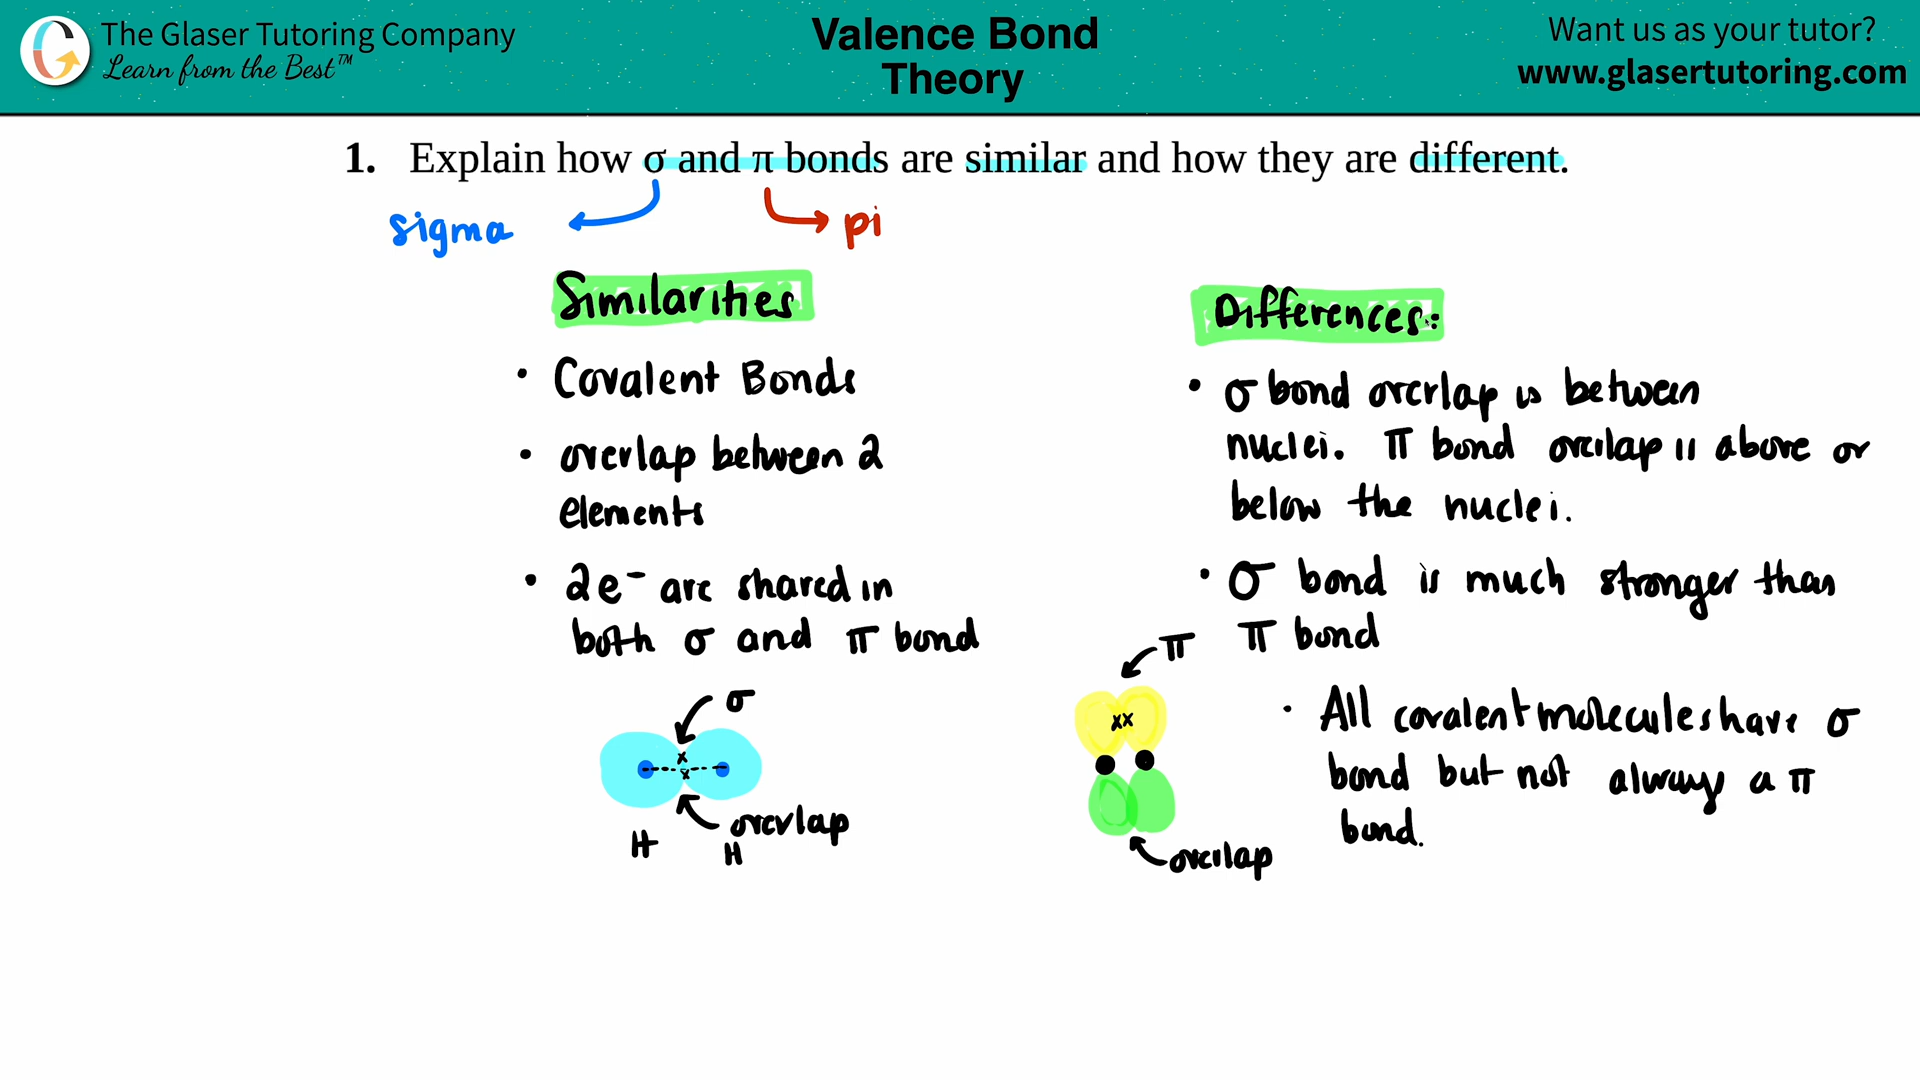 The Glaser Tutoring Company
Learn from the Best™
Valence Bond
Theory
Want us as your tutor?
www.glasertutoring.com
1. Explain how σ and π bonds are similar and how they are different.
sigma
pi
Similarities
• Covalent Bonds
• overlap between 2
elements
• 2e⁻ are shared in
both σ and π bond
σ
overlap
H
H
Differences:
• σ bond overlap is between
nuclei. π bond overlap is above or
below the nuclei.
• σ bond is much stronger than
π bond
π
xx
x
x
• All covalent molecules have σ
bond but not always a π
bond.
overlap